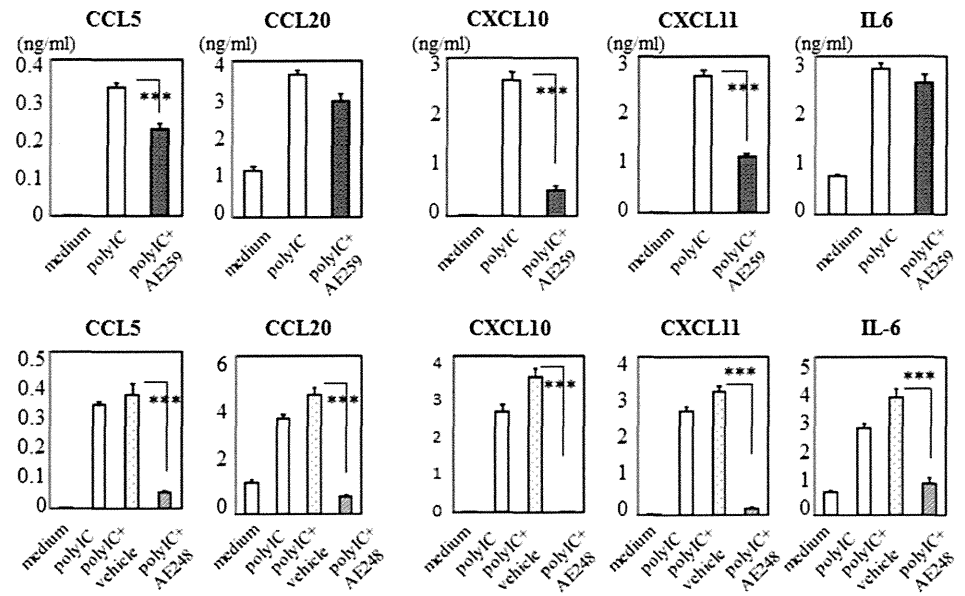 CCL5 CCL20 CXCL10 CXCL11 IL6
(ng/ml) (ng/ml) (ng/ml) (ng/ml) (ng/ml)
0.4 4 3 3 3
0.3 3 2 2 2
0.2 2 1 1 1
0.1 1 0 0 0
0 0
*** *** ***
medium polyIC polyIC+ AE259
medium polyIC polyIC+ AE259
medium polyIC polyIC+ AE259
medium polyIC polyIC+ AE259
medium polyIC polyIC+ AE259
CCL5 CCL20 CXCL10 CXCL11 IL-6
0.5 6 4 4 5
0.4 4 3 3 4
0.3 2 2 2 3
0.2 0 1 1 2
0.1 0 0 1
0 0
*** *** *** *** ***
medium polyIC polyIC+ vehicle polyIC+ AE248
medium polyIC polyIC+ vehicle polyIC+ AE248
medium polyIC polyIC+ vehicle polyIC+ AE248
medium polyIC polyIC+ vehicle polyIC+ AE248
medium polyIC polyIC+ vehicle polyIC+ AE248